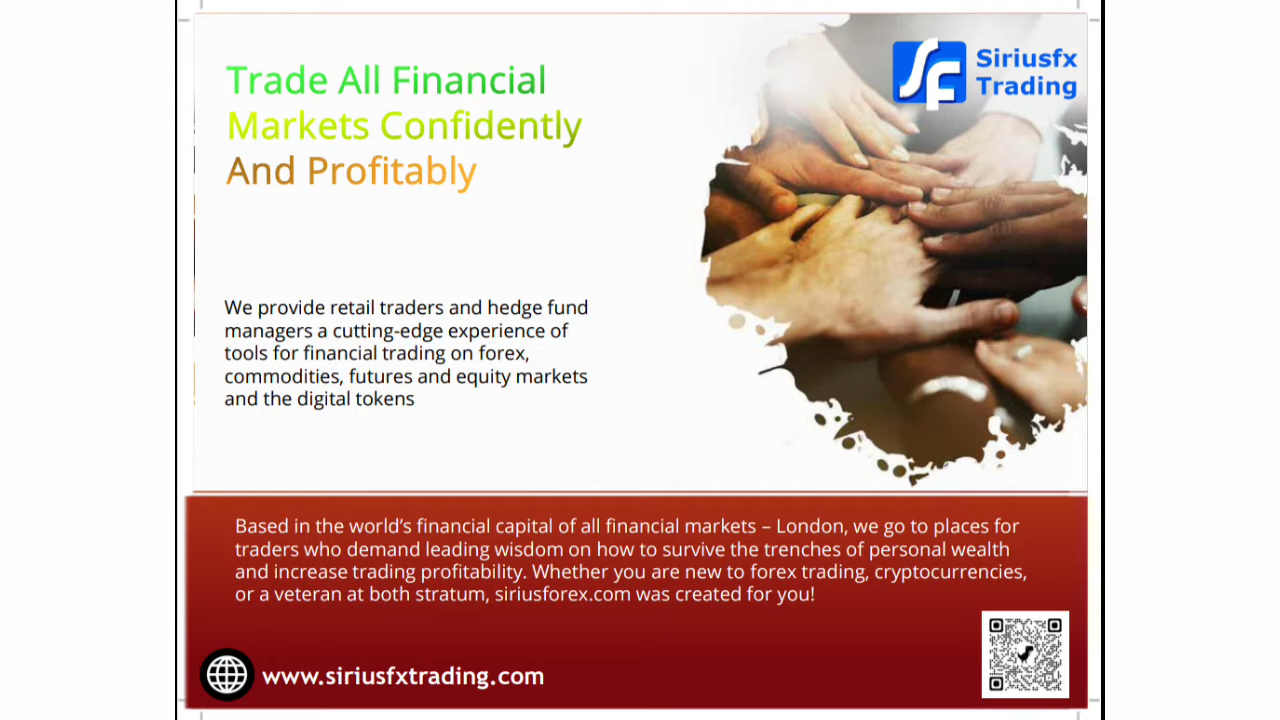 Trade All Financial
Markets Confidently
And Profitably
Siriusfx
Trading
We provide retail traders and hedge fund
managers a cutting-edge experience of
tools for financial trading on forex,
commodities, futures and equity markets
and the digital tokens
Based in the world’s financial capital of all financial markets – London, we go to places for
traders who demand leading wisdom on how to survive the trenches of personal wealth
and increase trading profitability. Whether you are new to forex trading, cryptocurrencies,
or a veteran at both stratum, siriusforex.com was created for you!
www.siriusfxtrading.com